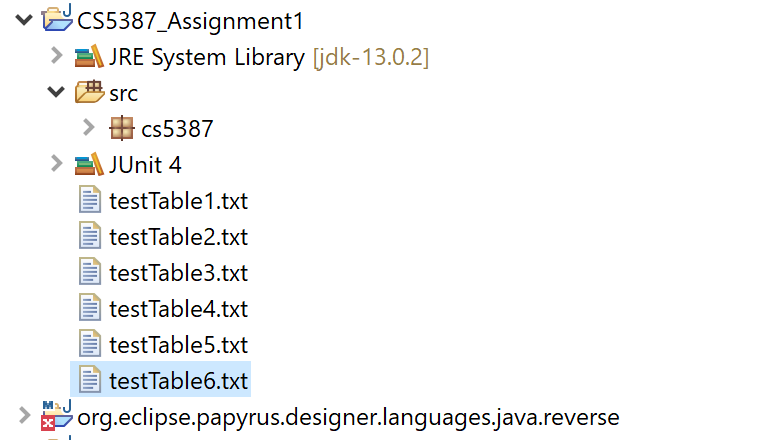 CS5387_Assignment1
JRE System Library [jdk-13.0.2]
src
cs5387
JUnit 4
testTable1.txt
testTable2.txt
testTable3.txt
testTable4.txt
testTable5.txt
testTable6.txt
org.eclipse.papyrus.designer.languages.java.reverse